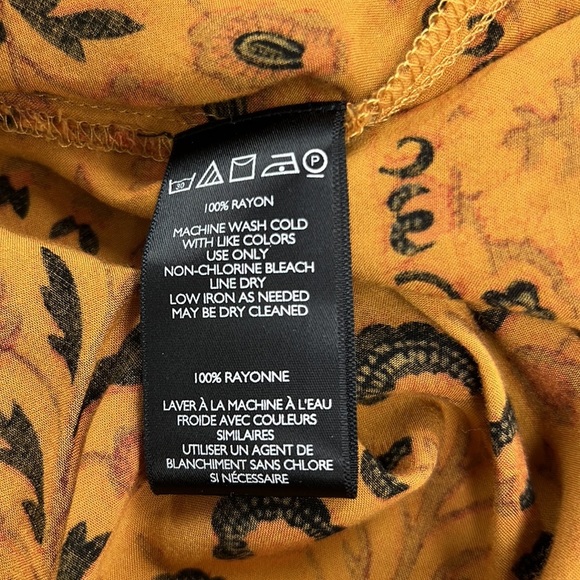 30 P
100% RAYON
MACHINE WASH COLD
WITH LIKE COLORS
USE ONLY
NON-CHLORINE BLEACH
LINE DRY
LOW IRON AS NEEDED
MAY BE DRY CLEANED
100% RAYONNE
LAVER À LA MACHINE À L'EAU
FROIDE AVEC COULEURS
SIMILAIRES
UTILISER UN AGENT DE
BLANCHIMENT SANS CHLORE
SI NÉCESSAIRE